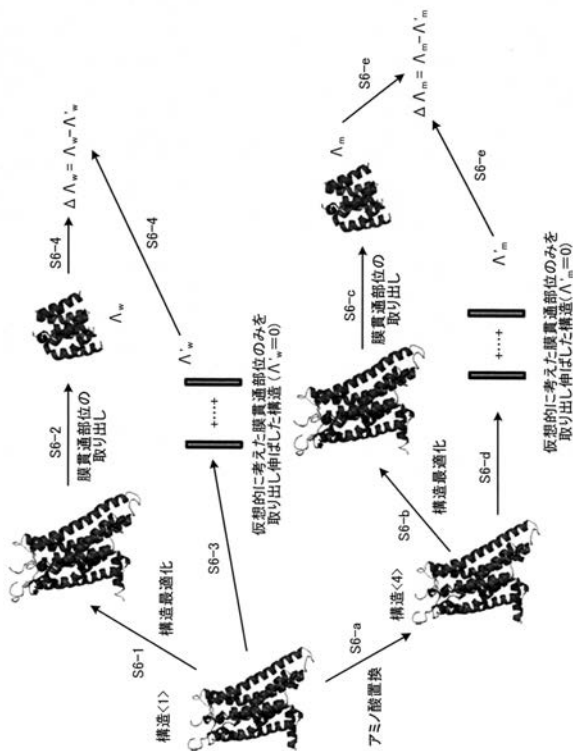 構造<1>
S6-1
構造最適化
S6-2
膜貫通部位の
取り出し
Λw
S6-4
ΔΛw = Λw-Λ'w
S6-3
Λ'w
S6-4
+‥‥+
仮想的に考えた膜貫通部位のみを
取り出し伸ばした構造(Λ'w=0)
アミノ酸置換
S6-a
構造<4>
S6-b
構造最適化
S6-c
膜貫通部位の
取り出し
Λm
S6-e
ΔΛm = Λm-Λ'm
S6-d
Λ'm
S6-e
+‥‥+
仮想的に考えた膜貫通部位のみを
取り出し伸ばした構造(Λ'm=0)